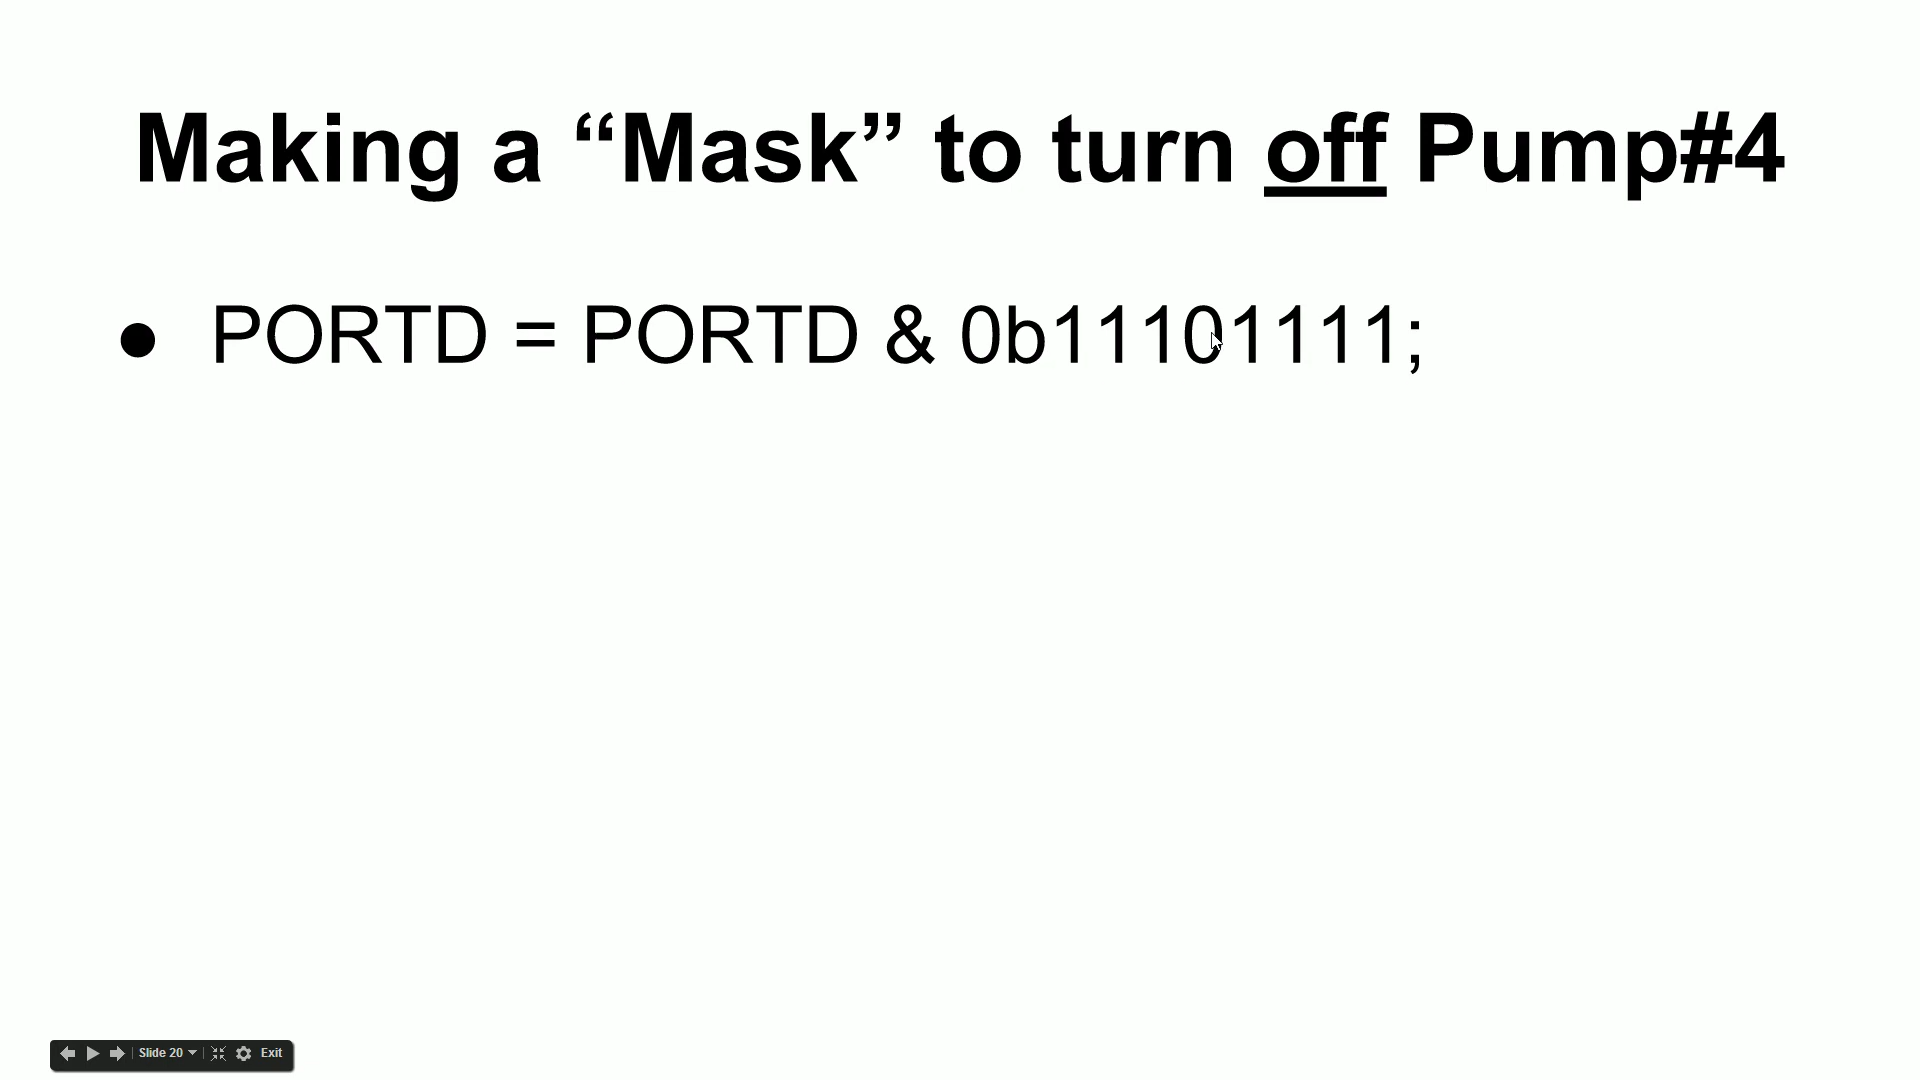 Making a “Mask” to turn off Pump#4
● PORTD = PORTD & 0b11101111;
Slide 20 Exit